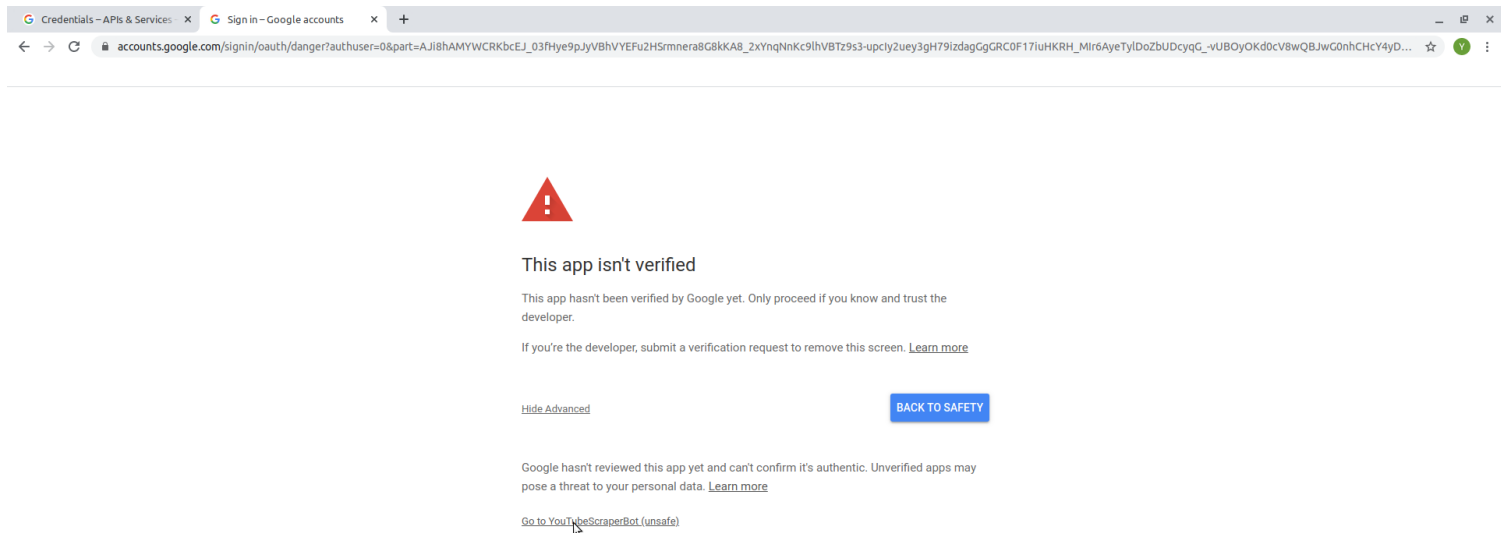 Credentials – APIs & Services -
Sign in – Google accounts
accounts.google.com/signin/oauth/danger?authuser=0&part=AJi8hAMYWCRKbcEJ_03fHye9pJyVBhVYEFu2HSrmnera8G8kKA8_2xYnqNnKc9lhVBTz9s3-upcIy2uey3gH79izdagGgGRC0F17iuHKRH_MIr6AyeTylDoZbUDcyqG_-vUBOyOKd0cV8wQBJwG0nhCHcY4yD...
Y
This app isn't verified
This app hasn't been verified by Google yet. Only proceed if you know and trust the
developer.
If you're the developer, submit a verification request to remove this screen. Learn more
Hide Advanced
BACK TO SAFETY
Google hasn't reviewed this app yet and can't confirm it's authentic. Unverified apps may
pose a threat to your personal data. Learn more
Go to YouTubeScraperBot (unsafe)